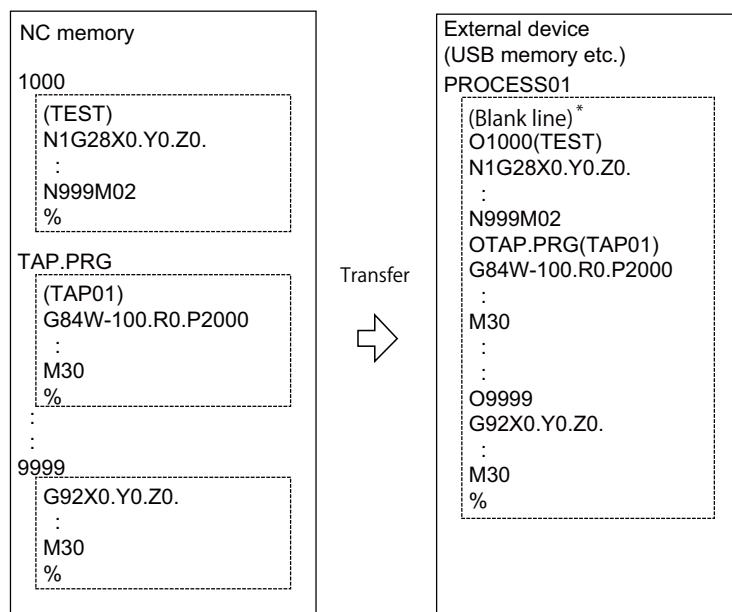 NC memory
1000
(TEST)
N1G28X0.Y0.Z0.
:
N999M02
%
TAP.PRG
(TAP01)
G84W-100.R0.P2000
:
M30
%
:
:
9999
G92X0.Y0.Z0.
:
M30
%
Transfer
External device
(USB memory etc.)
PROCESS01
(Blank line)*
O1000(TEST)
N1G28X0.Y0.Z0.
:
N999M02
OTAP.PRG(TAP01)
G84W-100.R0.P2000
:
M30
:
:
O9999
G92X0.Y0.Z0.
:
M30
%